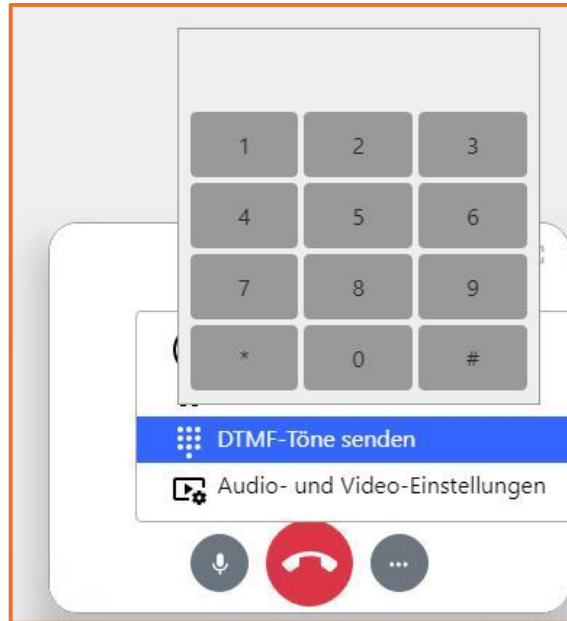 1 2 3
4 5 6
7 8 9
* 0 #
DTMF-Töne senden
Audio- und Video-Einstellungen